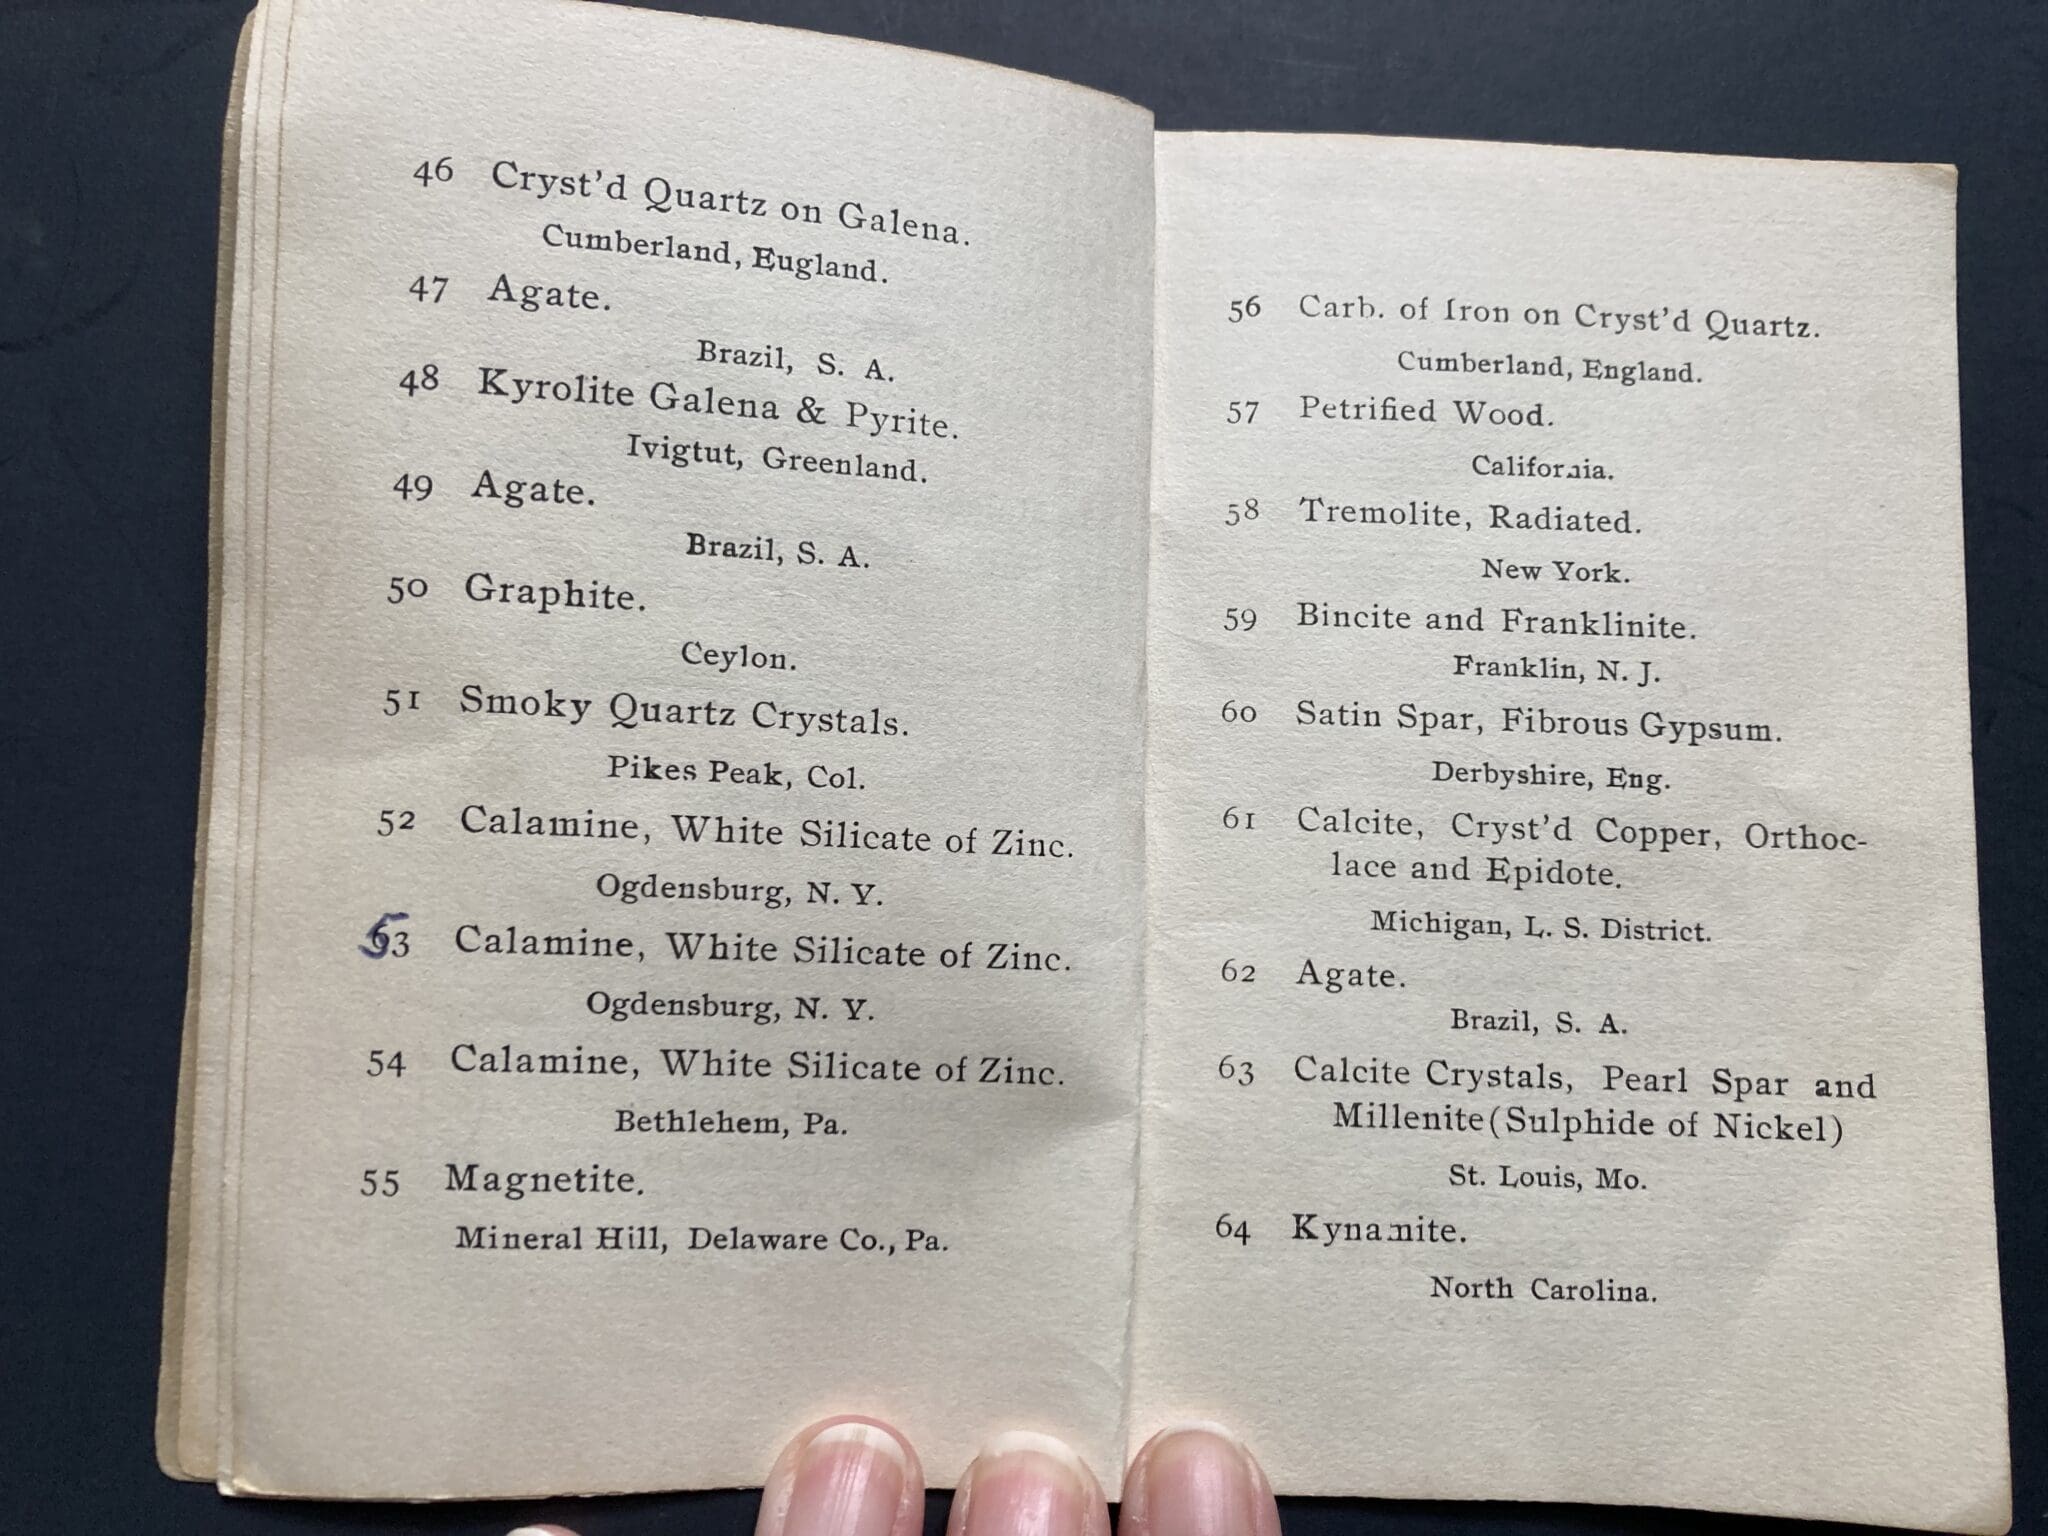 46 Cryst'd Quartz on Galena.
Cumberland, Eugland.
47 Agate.
Brazil, S. A.
48 Kyrolite Galena & Pyrite.
Ivigtut, Greenland.
49 Agate.
Brazil, S. A.
50 Graphite.
Ceylon.
51 Smoky Quartz Crystals.
Pikes Peak, Col.
52 Calamine, White Silicate of Zinc.
Ogdensburg, N. Y.
53 Calamine, White Silicate of Zinc.
Ogdensburg, N. Y.
54 Calamine, White Silicate of Zinc.
Bethlehem, Pa.
55 Magnetite.
Mineral Hill, Delaware Co., Pa.
56 Carb. of Iron on Cryst'd Quartz.
Cumberland, England.
57 Petrified Wood.
California.
58 Tremolite, Radiated.
New York.
59 Bincite and Franklinite.
Franklin, N. J.
60 Satin Spar, Fibrous Gypsum.
Derbyshire, Eng.
61 Calcite, Cryst'd Copper, Orthoc-
lace and Epidote.
Michigan, L. S. District.
62 Agate.
Brazil, S. A.
63 Calcite Crystals, Pearl Spar and
Millenite (Sulphide of Nickel)
St. Louis, Mo.
64 Kynamite.
North Carolina.